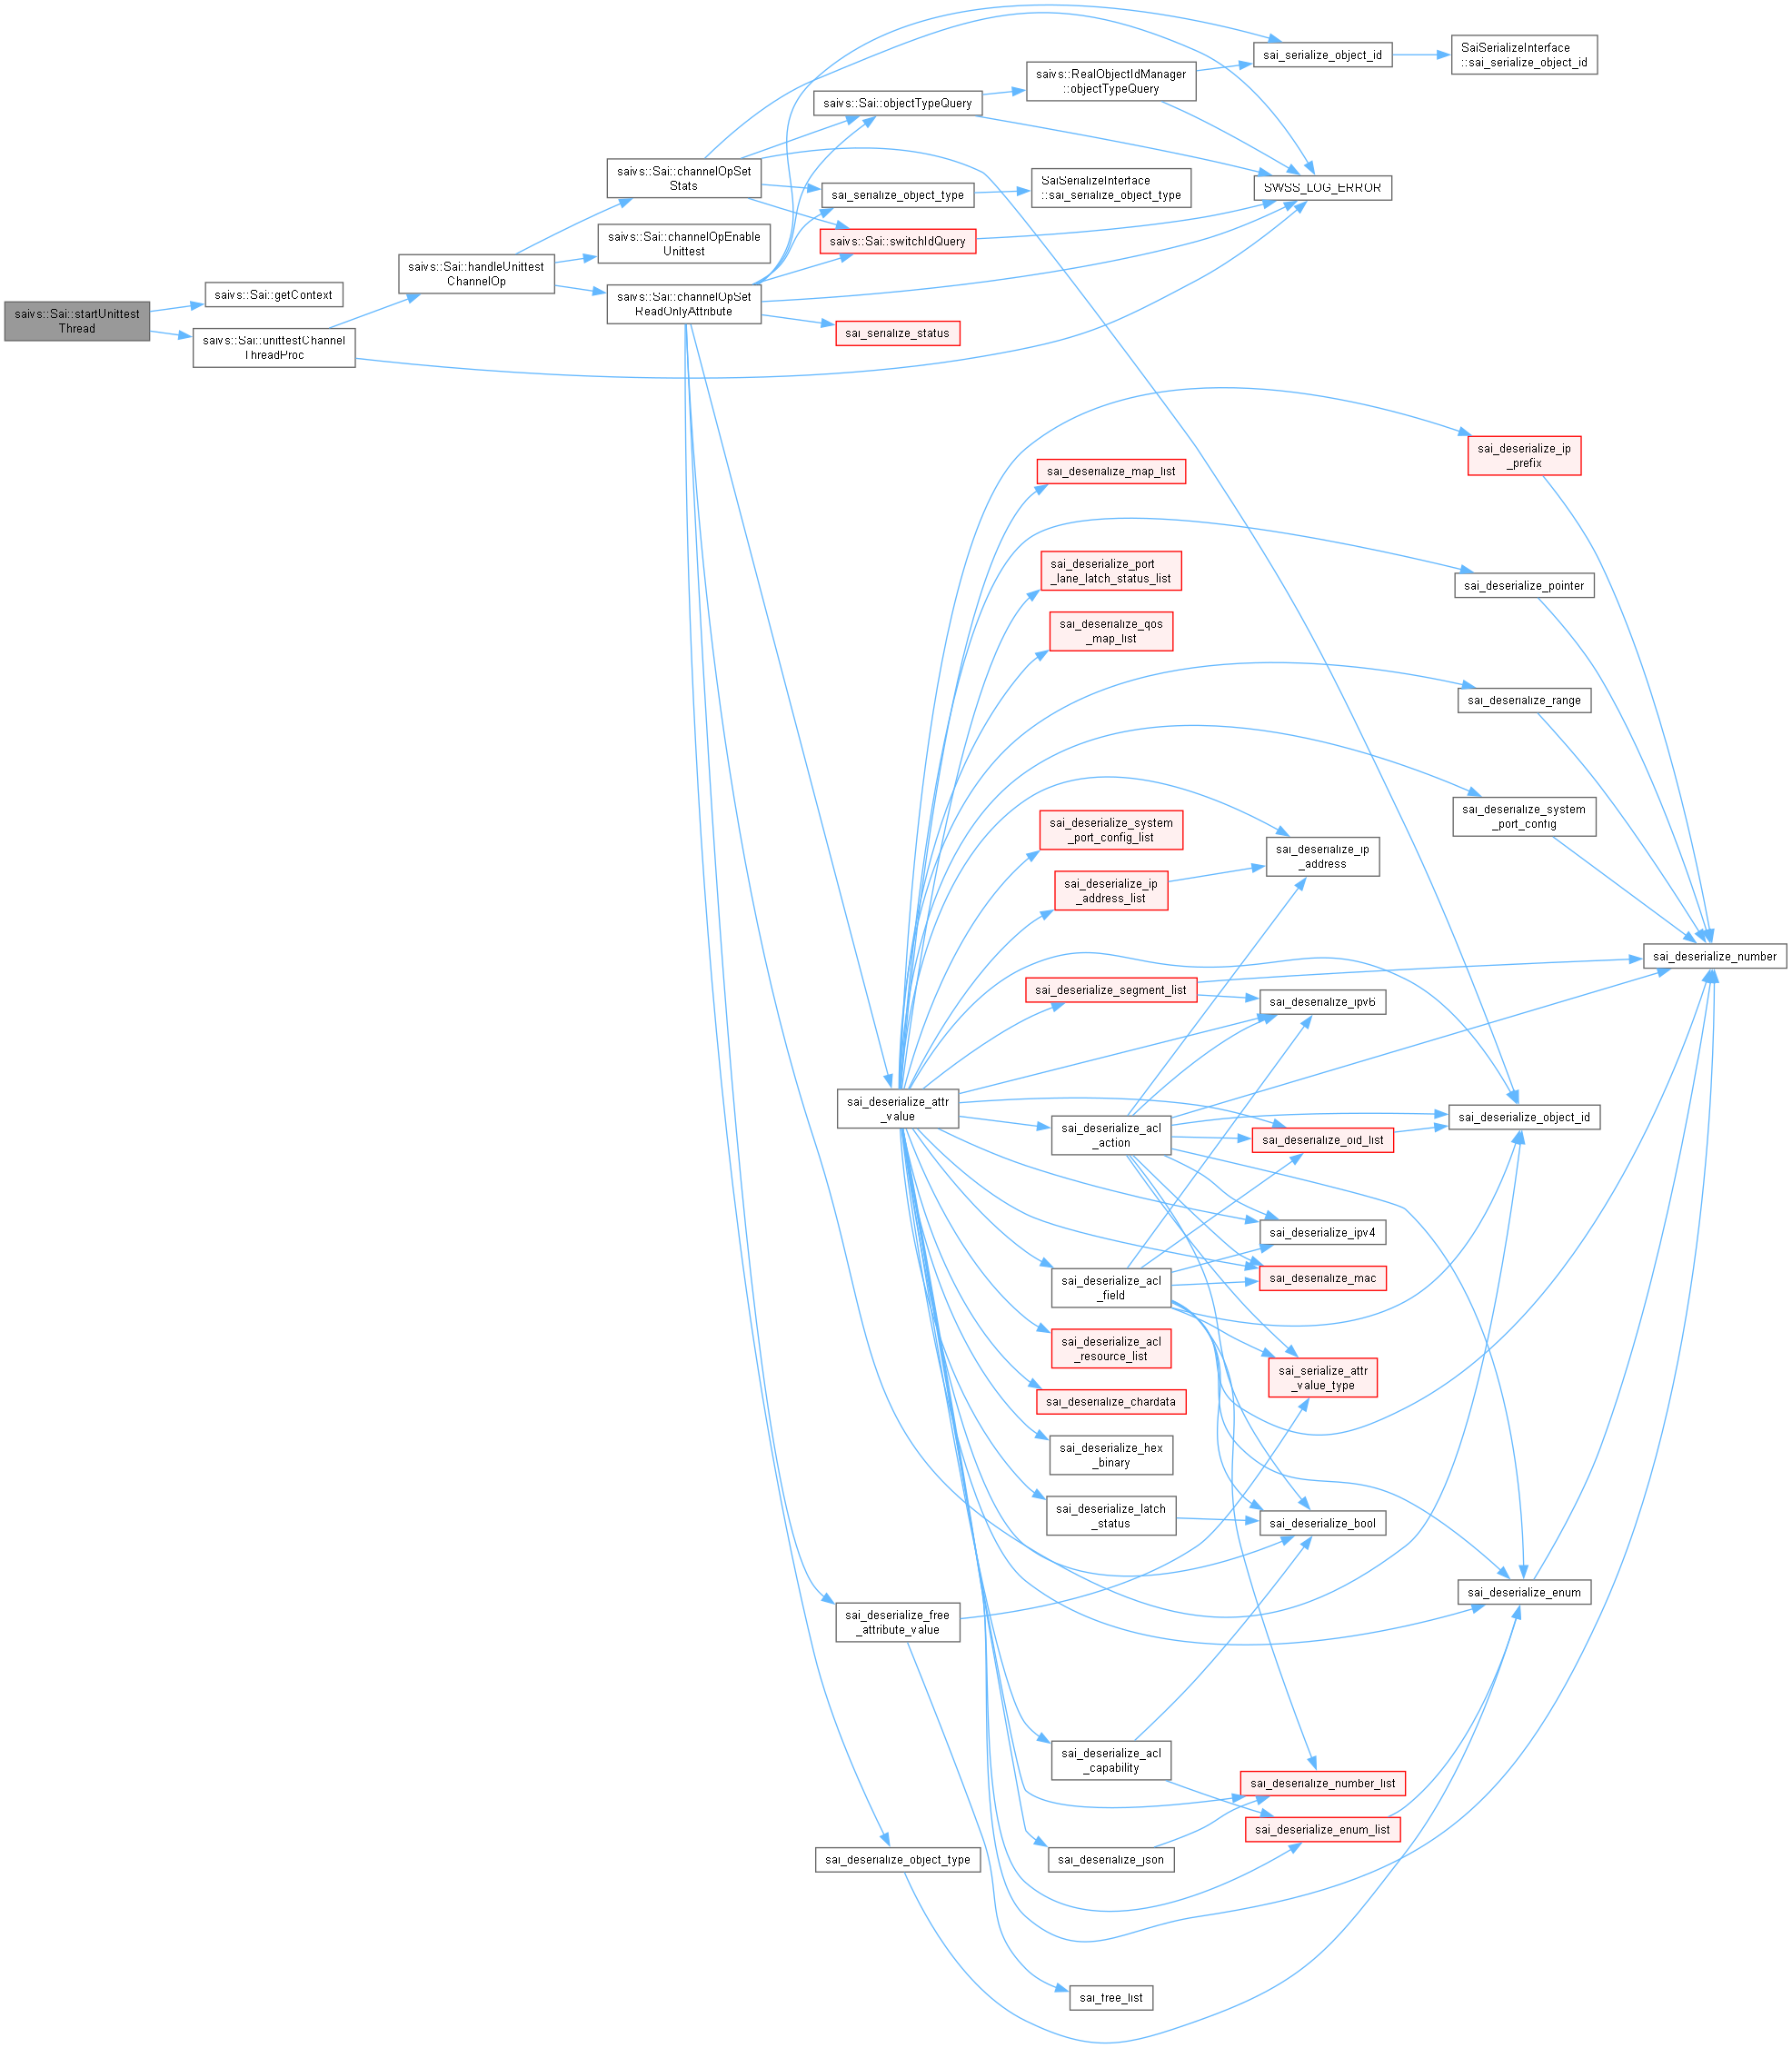 saivs::Sai::startUnittest
Thread
saivs::Sai::getContext
saivs::Sai::unittestChannel
ThreadProc
saivs::Sai::handleUnittest
ChannelOp
saivs::Sai::channelOpSet
Stats
saivs::Sai::channelOpEnable
Unittest
saivs::Sai::channelOpSet
ReadOnlyAttribute
saivs::Sai::objectTypeQuery
sai_serialize_object_type
saivs::Sai::switchIdQuery
sai_serialize_status
saivs::RealObjectIdManager
::objectTypeQuery
SaiSerializeInterface
::sai_serialize_object_type
sai_serialize_object_id
SaiSerializeInterface
::sai_serialize_object_id
SWSS_LOG_ERROR
sai_deserialize_ip
_prefix
sai_deserialize_map_list
sai_deserialize_port
_lane_latch_status_list
sai_deserialize_pointer
sai_deserialize_qos
_map_list
sai_deserialize_range
sai_deserialize_system
_port_config
sai_deserialize_system
_port_config_list
sai_deserialize_ip
_address
sai_deserialize_ip
_address_list
sai_deserialize_number
sai_deserialize_segment_list
sai_deserialize_ipv6
sai_deserialize_attr
_value
sai_deserialize_acl
_action
sai_deserialize_oid_list
sai_deserialize_object_id
sai_deserialize_ipv4
sai_deserialize_mac
sai_deserialize_acl
_field
sai_deserialize_acl
_resource_list
sai_serialize_attr
_value_type
sai_deserialize_chardata
sai_deserialize_hex
_binary
sai_deserialize_latch
_status
sai_deserialize_bool
sai_deserialize_enum
sai_deserialize_free
_attribute_value
sai_deserialize_acl
_capability
sai_deserialize_number_list
sai_deserialize_enum_list
sai_deserialize_object_type
sai_deserialize_json
sai_free_list